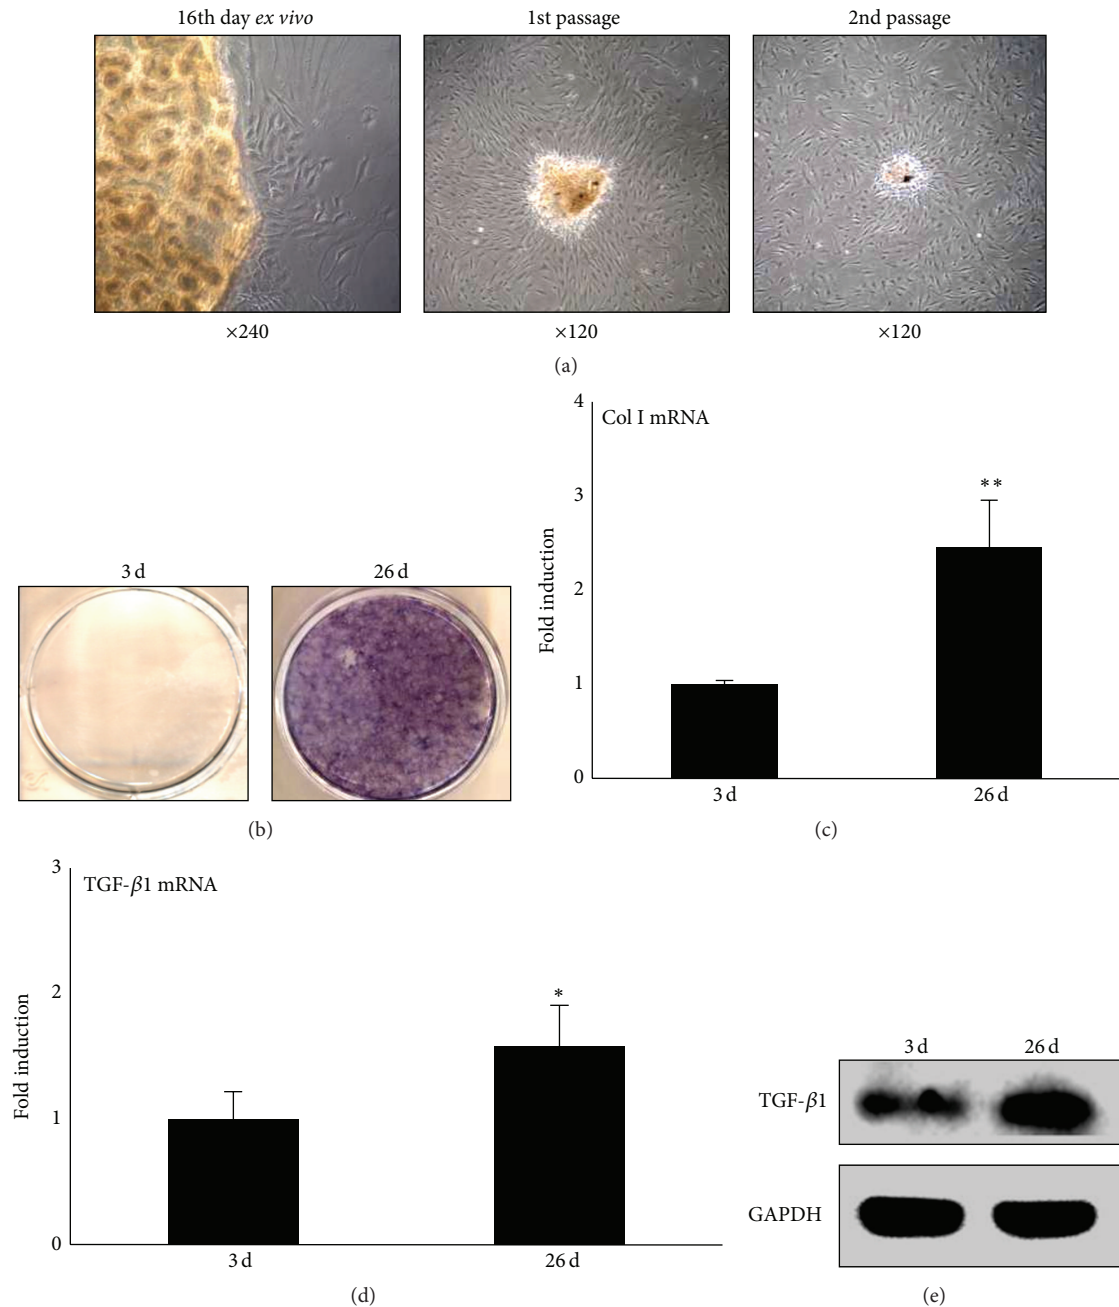 16th day ex vivo
1st passage
2nd passage
×240
×120
×120
(a)
3 d
26 d
(b)
Col I mRNA
Fold induction
4
3
2
1
0
**
3 d
26 d
(c)
TGF-β1 mRNA
Fold induction
3
2
1
0
*
3 d
26 d
(d)
3 d
26 d
TGF-β1
GAPDH
(e)